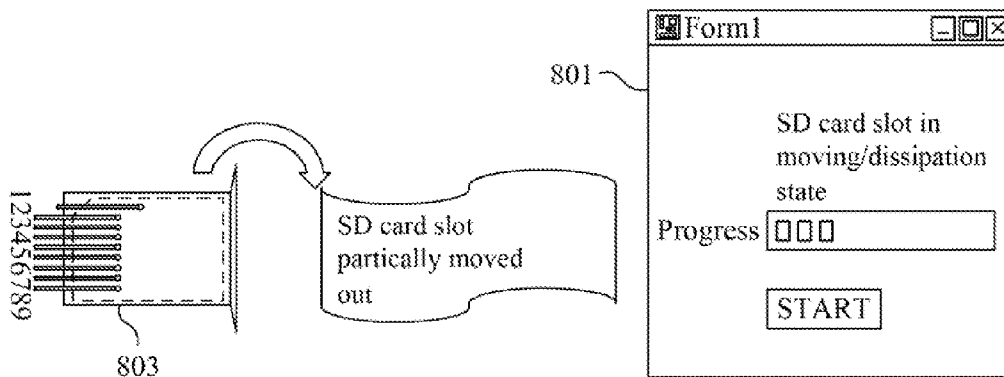 Form1
801
SD card slot in
moving/dissipation
state
Progress
START
123456789
SD card slot
partically moved
out
803